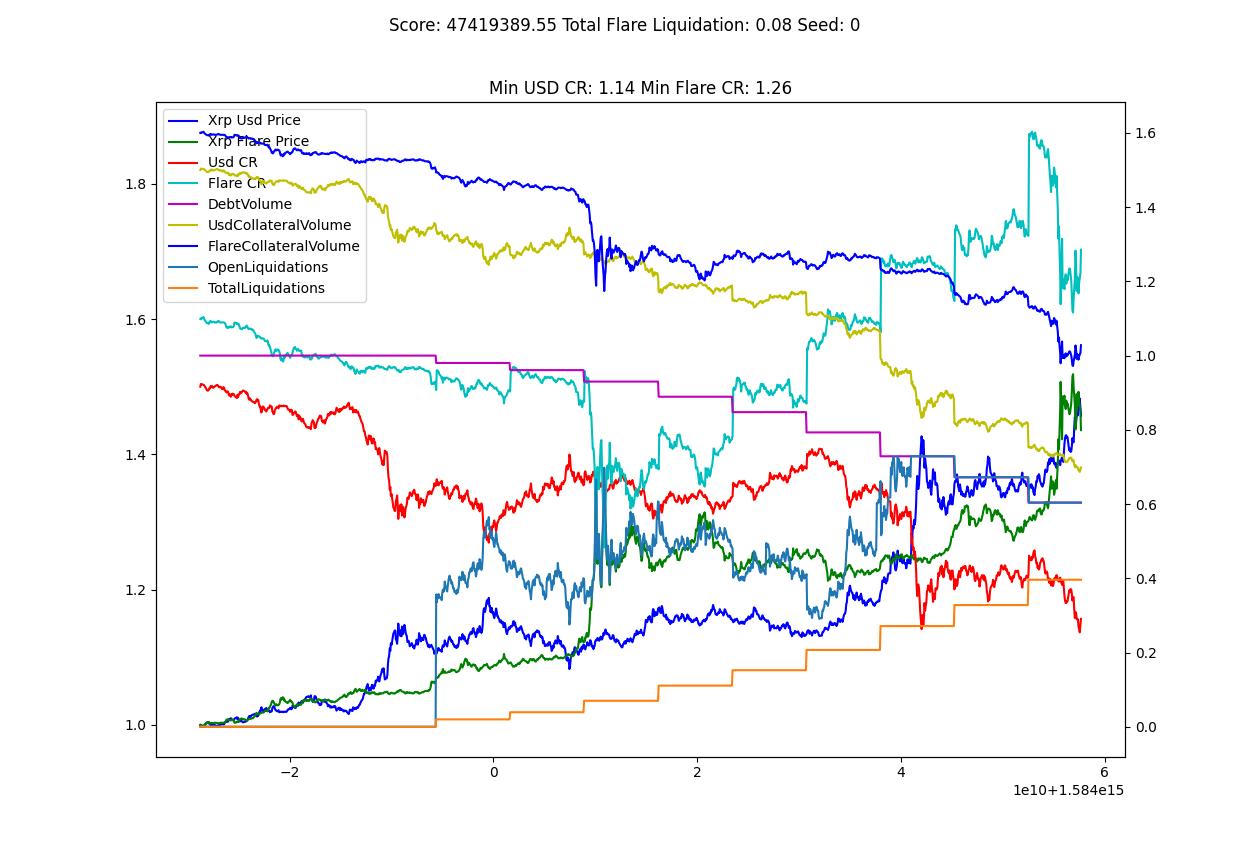 Score: 47419389.55 Total Flare Liquidation: 0.08 Seed: 0
Min USD CR: 1.14 Min Flare CR: 1.26
Xrp Usd Price
Xrp Flare Price
Usd CR
Flare CR
DebtVolume
UsdCollateralVolume
FlareCollateralVolume
OpenLiquidations
TotalLiquidations
1.8
1.6
1.4
1.2
1.0
1.6
1.4
1.2
1.0
0.8
0.6
0.4
0.2
0.0
−2 0 2 4 6
1e10+1.584e15